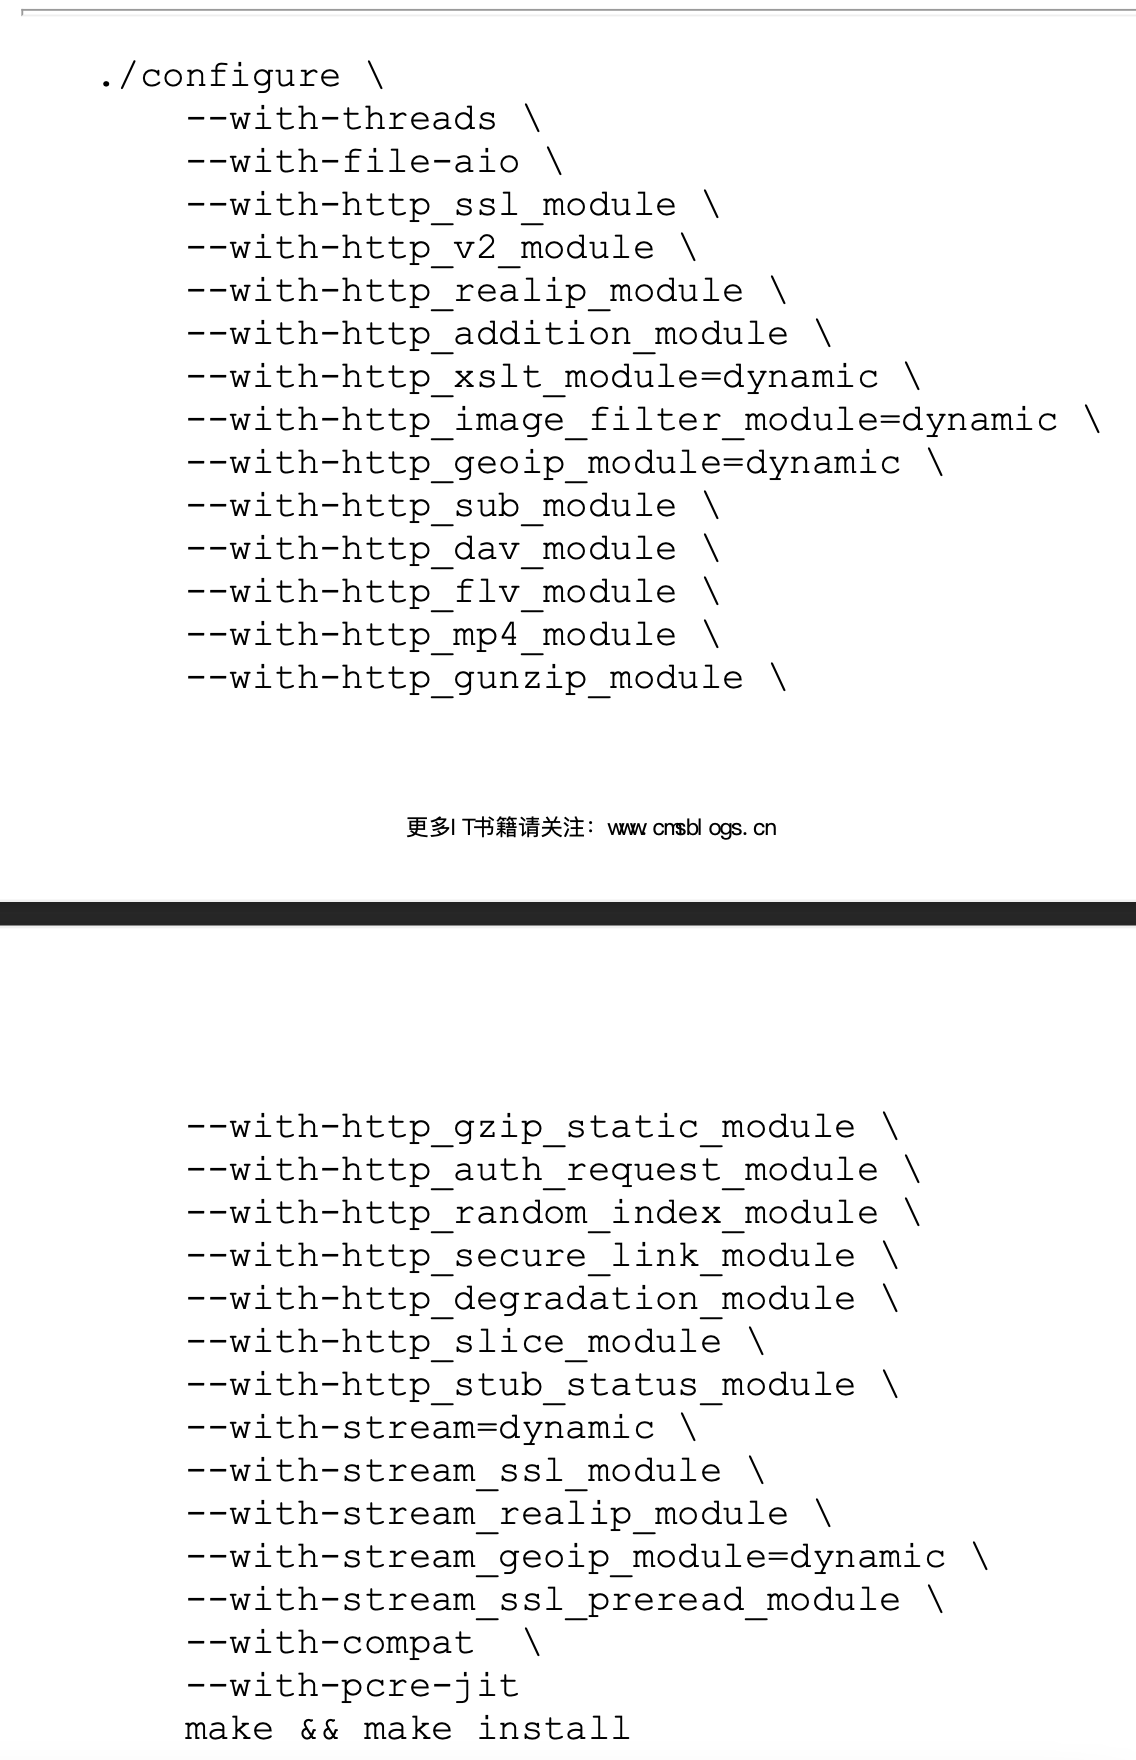 ./configure \
--with-threads \
--with-file-aio \
--with-http_ssl_module \
--with-http_v2_module \
--with-http_realip_module \
--with-http_addition_module \
--with-http_xslt_module=dynamic \
--with-http_image_filter_module=dynamic \
--with-http_geoip_module=dynamic \
--with-http_sub_module \
--with-http_dav_module \
--with-http_flv_module \
--with-http_mp4_module \
--with-http_gunzip_module \
更多IT书籍请关注：www.cmsblogs.cn
--with-http_gzip_static_module \
--with-http_auth_request_module \
--with-http_random_index_module \
--with-http_secure_link_module \
--with-http_degradation_module \
--with-http_slice_module \
--with-http_stub_status_module \
--with-stream=dynamic \
--with-stream_ssl_module \
--with-stream_realip_module \
--with-stream_geoip_module=dynamic \
--with-stream_ssl_preread_module \
--with-compat  \
--with-pcre-jit
make && make install